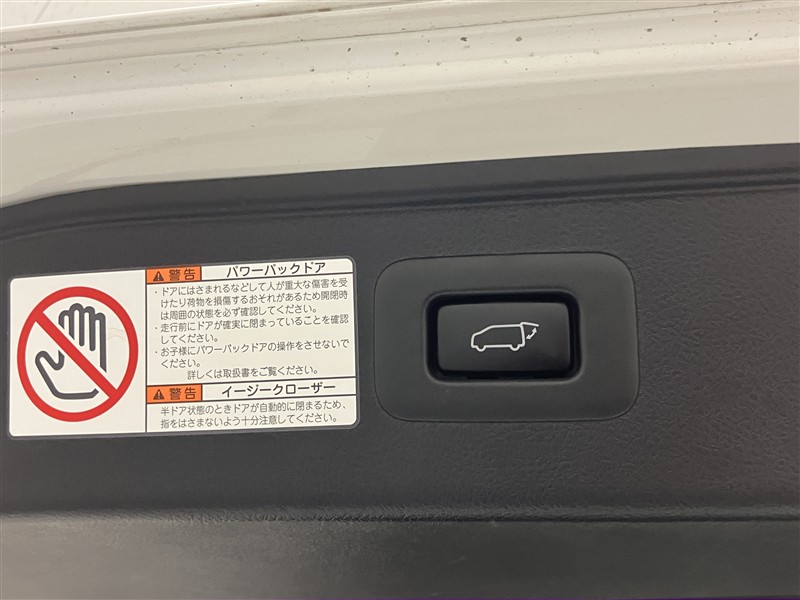 警告 パワーバックドア
・ドアにはさまれるなどして人が重大な傷害を受
けたり荷物を損傷するおそれがあるため開閉時
は周囲の状態を必ず確認してください。
・走行前にドアが確実に閉まっていることを確認
してください。
・お子様にパワーバックドアの操作をさせないで
ください。
詳しくは取扱書をご覧ください。
警告 イージークローザー
半ドア状態のときドアが自動的に閉まるため、
指をはさまないよう十分注意してください。